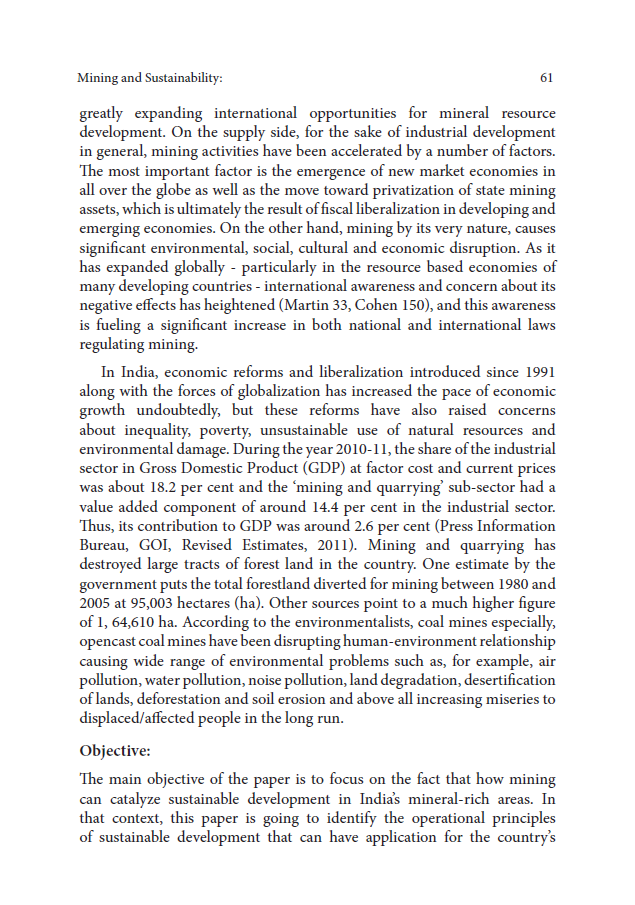 Mining and Sustainability: 61
greatly expanding international opportunities for mineral resource
development. On the supply side, for the sake of industrial development
in general, mining activities have been accelerated by a number of factors.
The most important factor is the emergence of new market economies in
all over the globe as well as the move toward privatization of state mining
assets, which is ultimately the result of fiscal liberalization in developing and
emerging economies. On the other hand, mining by its very nature, causes
significant environmental, social, cultural and economic disruption. As it
has expanded globally - particularly in the resource based economies of
many developing countries - international awareness and concern about its
negative effects has heightened (Martin 33, Cohen 150), and this awareness
is fueling a significant increase in both national and international laws
regulating mining.
In India, economic reforms and liberalization introduced since 1991
along with the forces of globalization has increased the pace of economic
growth undoubtedly, but these reforms have also raised concerns
about inequality, poverty, unsustainable use of natural resources and
environmental damage. During the year 2010-11, the share of the industrial
sector in Gross Domestic Product (GDP) at factor cost and current prices
was about 18.2 per cent and the ‘mining and quarrying’ sub-sector had a
value added component of around 14.4 per cent in the industrial sector.
Thus, its contribution to GDP was around 2.6 per cent (Press Information
Bureau, GOI, Revised Estimates, 2011). Mining and quarrying has
destroyed large tracts of forest land in the country. One estimate by the
government puts the total forestland diverted for mining between 1980 and
2005 at 95,003 hectares (ha). Other sources point to a much higher figure
of 1, 64,610 ha. According to the environmentalists, coal mines especially,
opencast coal mines have been disrupting human-environment relationship
causing wide range of environmental problems such as, for example, air
pollution, water pollution, noise pollution, land degradation, desertification
of lands, deforestation and soil erosion and above all increasing miseries to
displaced/affected people in the long run.
Objective:
The main objective of the paper is to focus on the fact that how mining
can catalyze sustainable development in India’s mineral-rich areas. In
that context, this paper is going to identify the operational principles
of sustainable development that can have application for the country’s